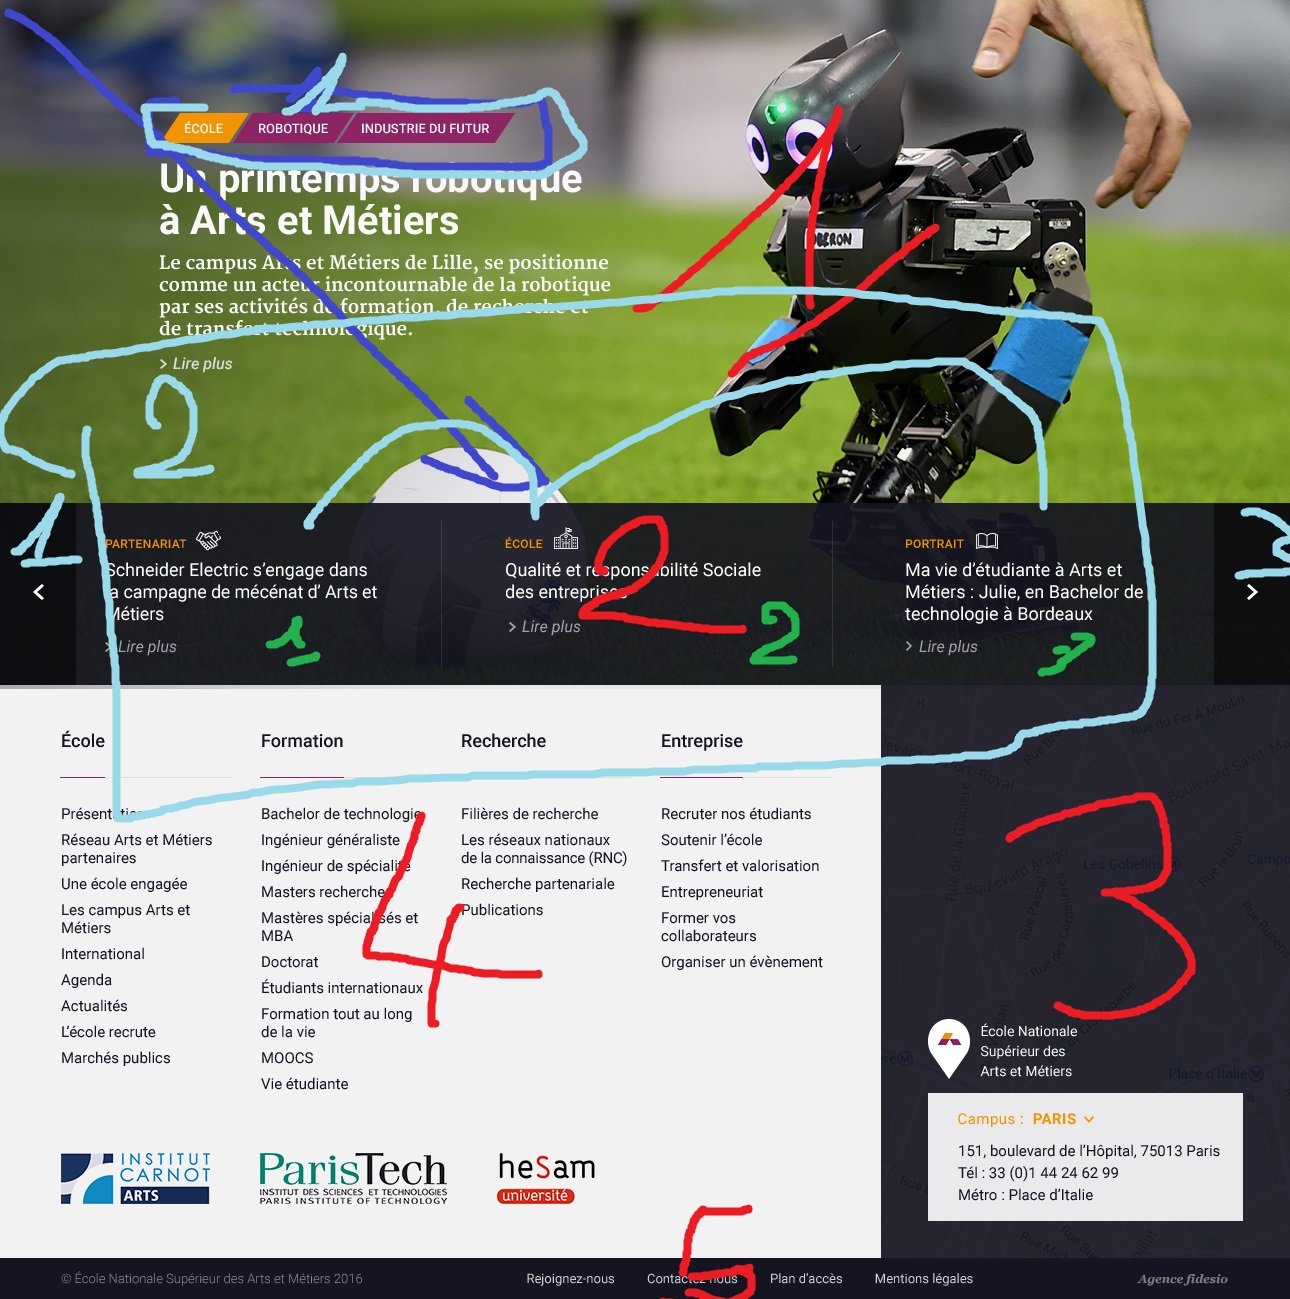 1
ÉCOLE ROBOTIQUE INDUSTRIE DU FUTUR
Un printemps robotique
à Arts et Métiers
Le campus Arts et Métiers de Lille, se positionne
comme un acteur incontournable de la robotique
par ses activités de formation, de recherche et
de transfert technologique.
Lire plus
OBERON
1
2
1
2
3
PARTENARIAT
Schneider Electric s'engage dans
la campagne de mécénat d' Arts et
Métiers
Lire plus
1
ÉCOLE
Qualité et responsabilité Sociale
des entreprises
Lire plus
2
PORTRAIT
Ma vie d'étudiante à Arts et
Métiers : Julie, en Bachelor de
technologie à Bordeaux
Lire plus
École
Présentation
Réseau Arts et Métiers
partenaires
Une école engagée
Les campus Arts et
Métiers
International
Agenda
Actualités
L'école recrute
Marchés publics
Formation
Bachelor de technologie
Ingénieur généraliste
Ingénieur de spécialité
Masters recherche
Mastères spécialisés et
MBA
Doctorat
Étudiants internationaux
Formation tout au long
de la vie
MOOCS
Vie étudiante
4
Recherche
Filières de recherche
Les réseaux nationaux
de la connaissance (RNC)
Recherche partenariale
Publications
Entreprise
Recruter nos étudiants
Soutenir l'école
Transfert et valorisation
Entrepreneuriat
Former vos
collaborateurs
Organiser un évènement
3
Rue du Fer A Moulin
Boulevard Arago
Les Gobelins
Rue de la Glacière
Rue Pascal
Rue des Cordelières
Place d'Italie
École Nationale
Supérieur des
Arts et Métiers
Campus : PARIS
151, boulevard de l'Hôpital, 75013 Paris
Tél : 33 (0)1 44 24 62 99
Métro : Place d'Italie
INSTITUT
CARNOT
ARTS
ParisTech
INSTITUT DES SCIENCES ET TECHNOLOGIES
PARIS INSTITUTE OF TECHNOLOGY
heSam
université
5
© École Nationale Supérieur des Arts et Métiers 2016
Rejoignez-nous Contactez-nous Plan d'accès Mentions légales
Agence fidesio